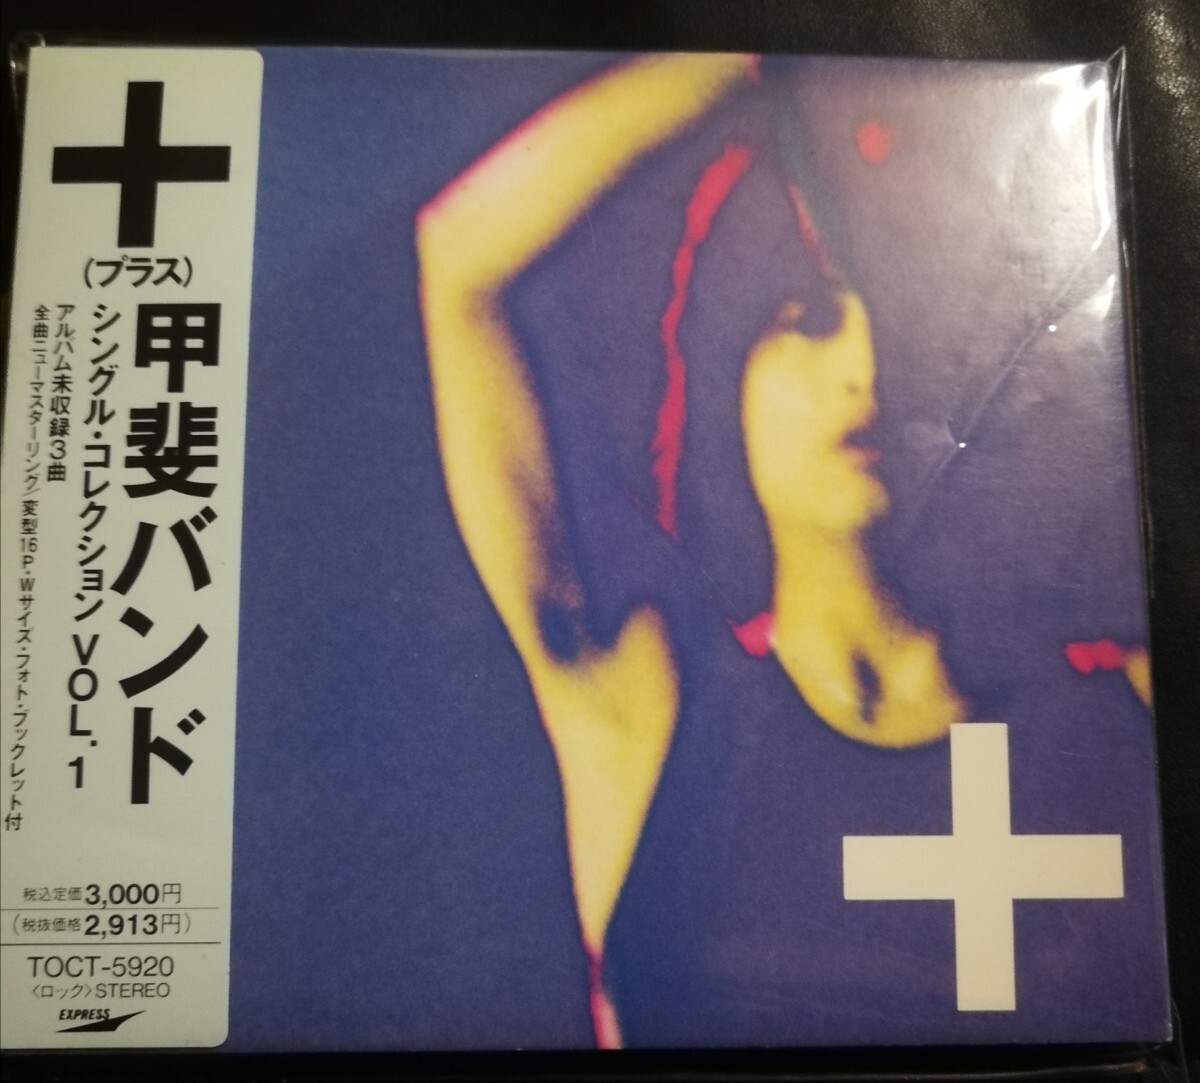 ＋
(プラス)
甲斐バンド
シングル・コレクション VOL.1
アルバム未収録3曲
全曲ニューマスターリング/変型16P・Wサイズ・フォト・ブックレット付
税込定価3,000円
(税抜価格2,913円)
TOCT-5920
〈ロック〉STEREO
EXPRESS